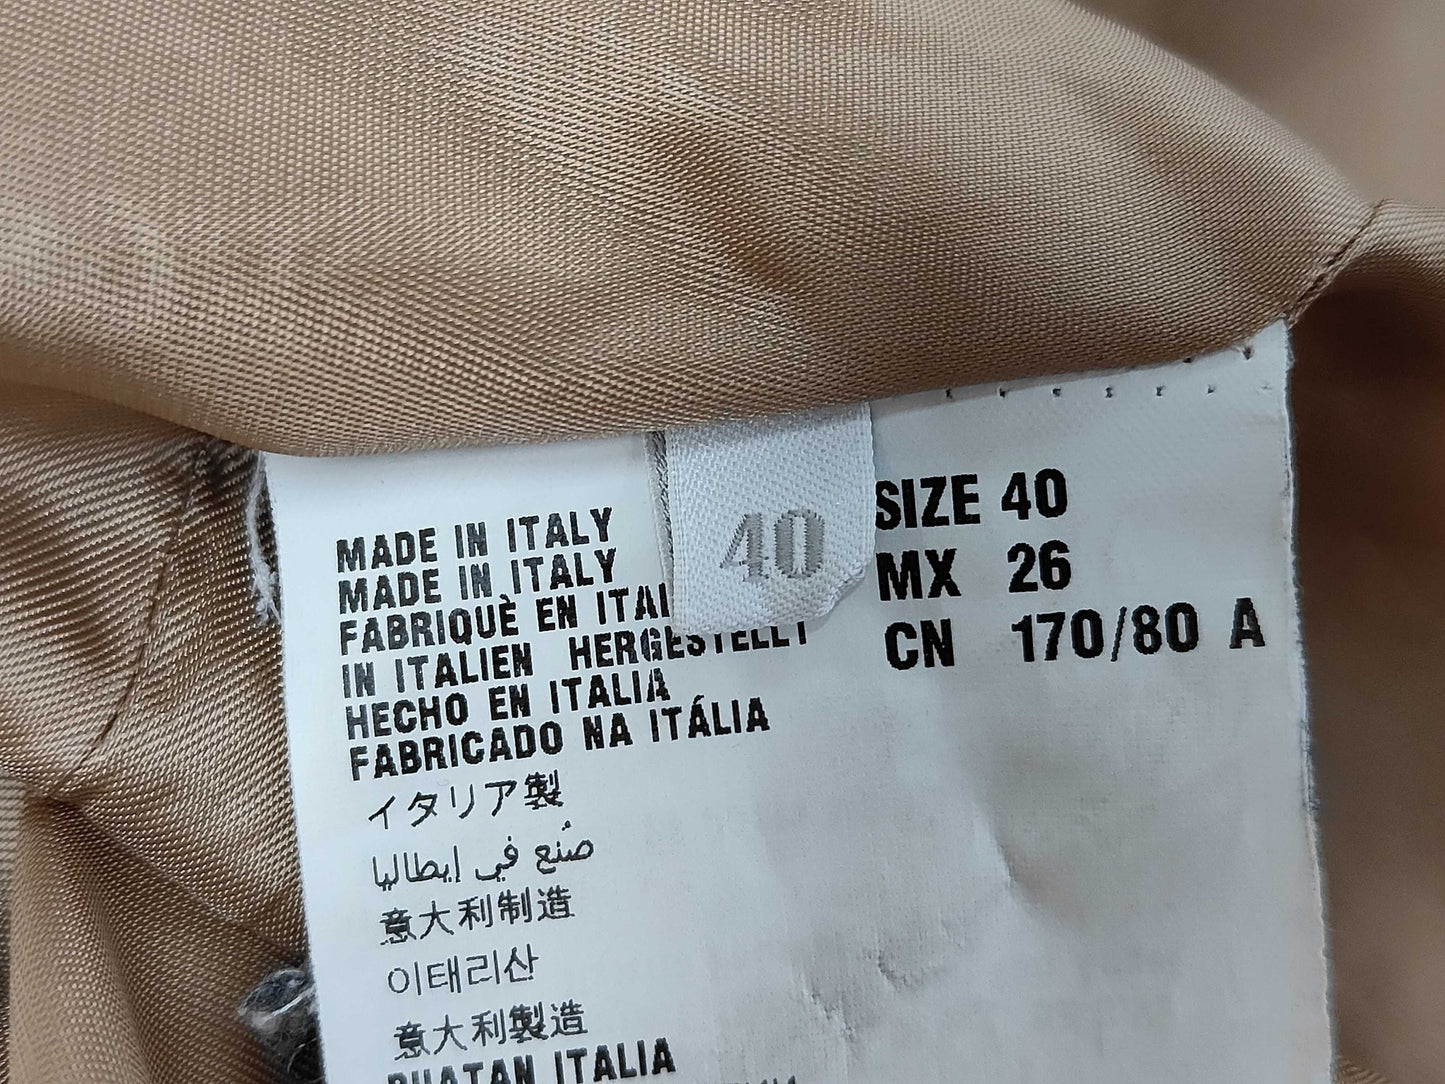 MADE IN ITALY
MADE IN ITALY
FABRIQUÈ EN
IN ITALIEN HERGESTELLT
HECHO EN ITALIA
FABRICADO NA ITÁLIA
イタリア製
صُنع في إيطاليا
意大利制造
이태리산
意大利製造
BUATAN ITALIA
40
SIZE 40
MX 26
CN 170/80 A